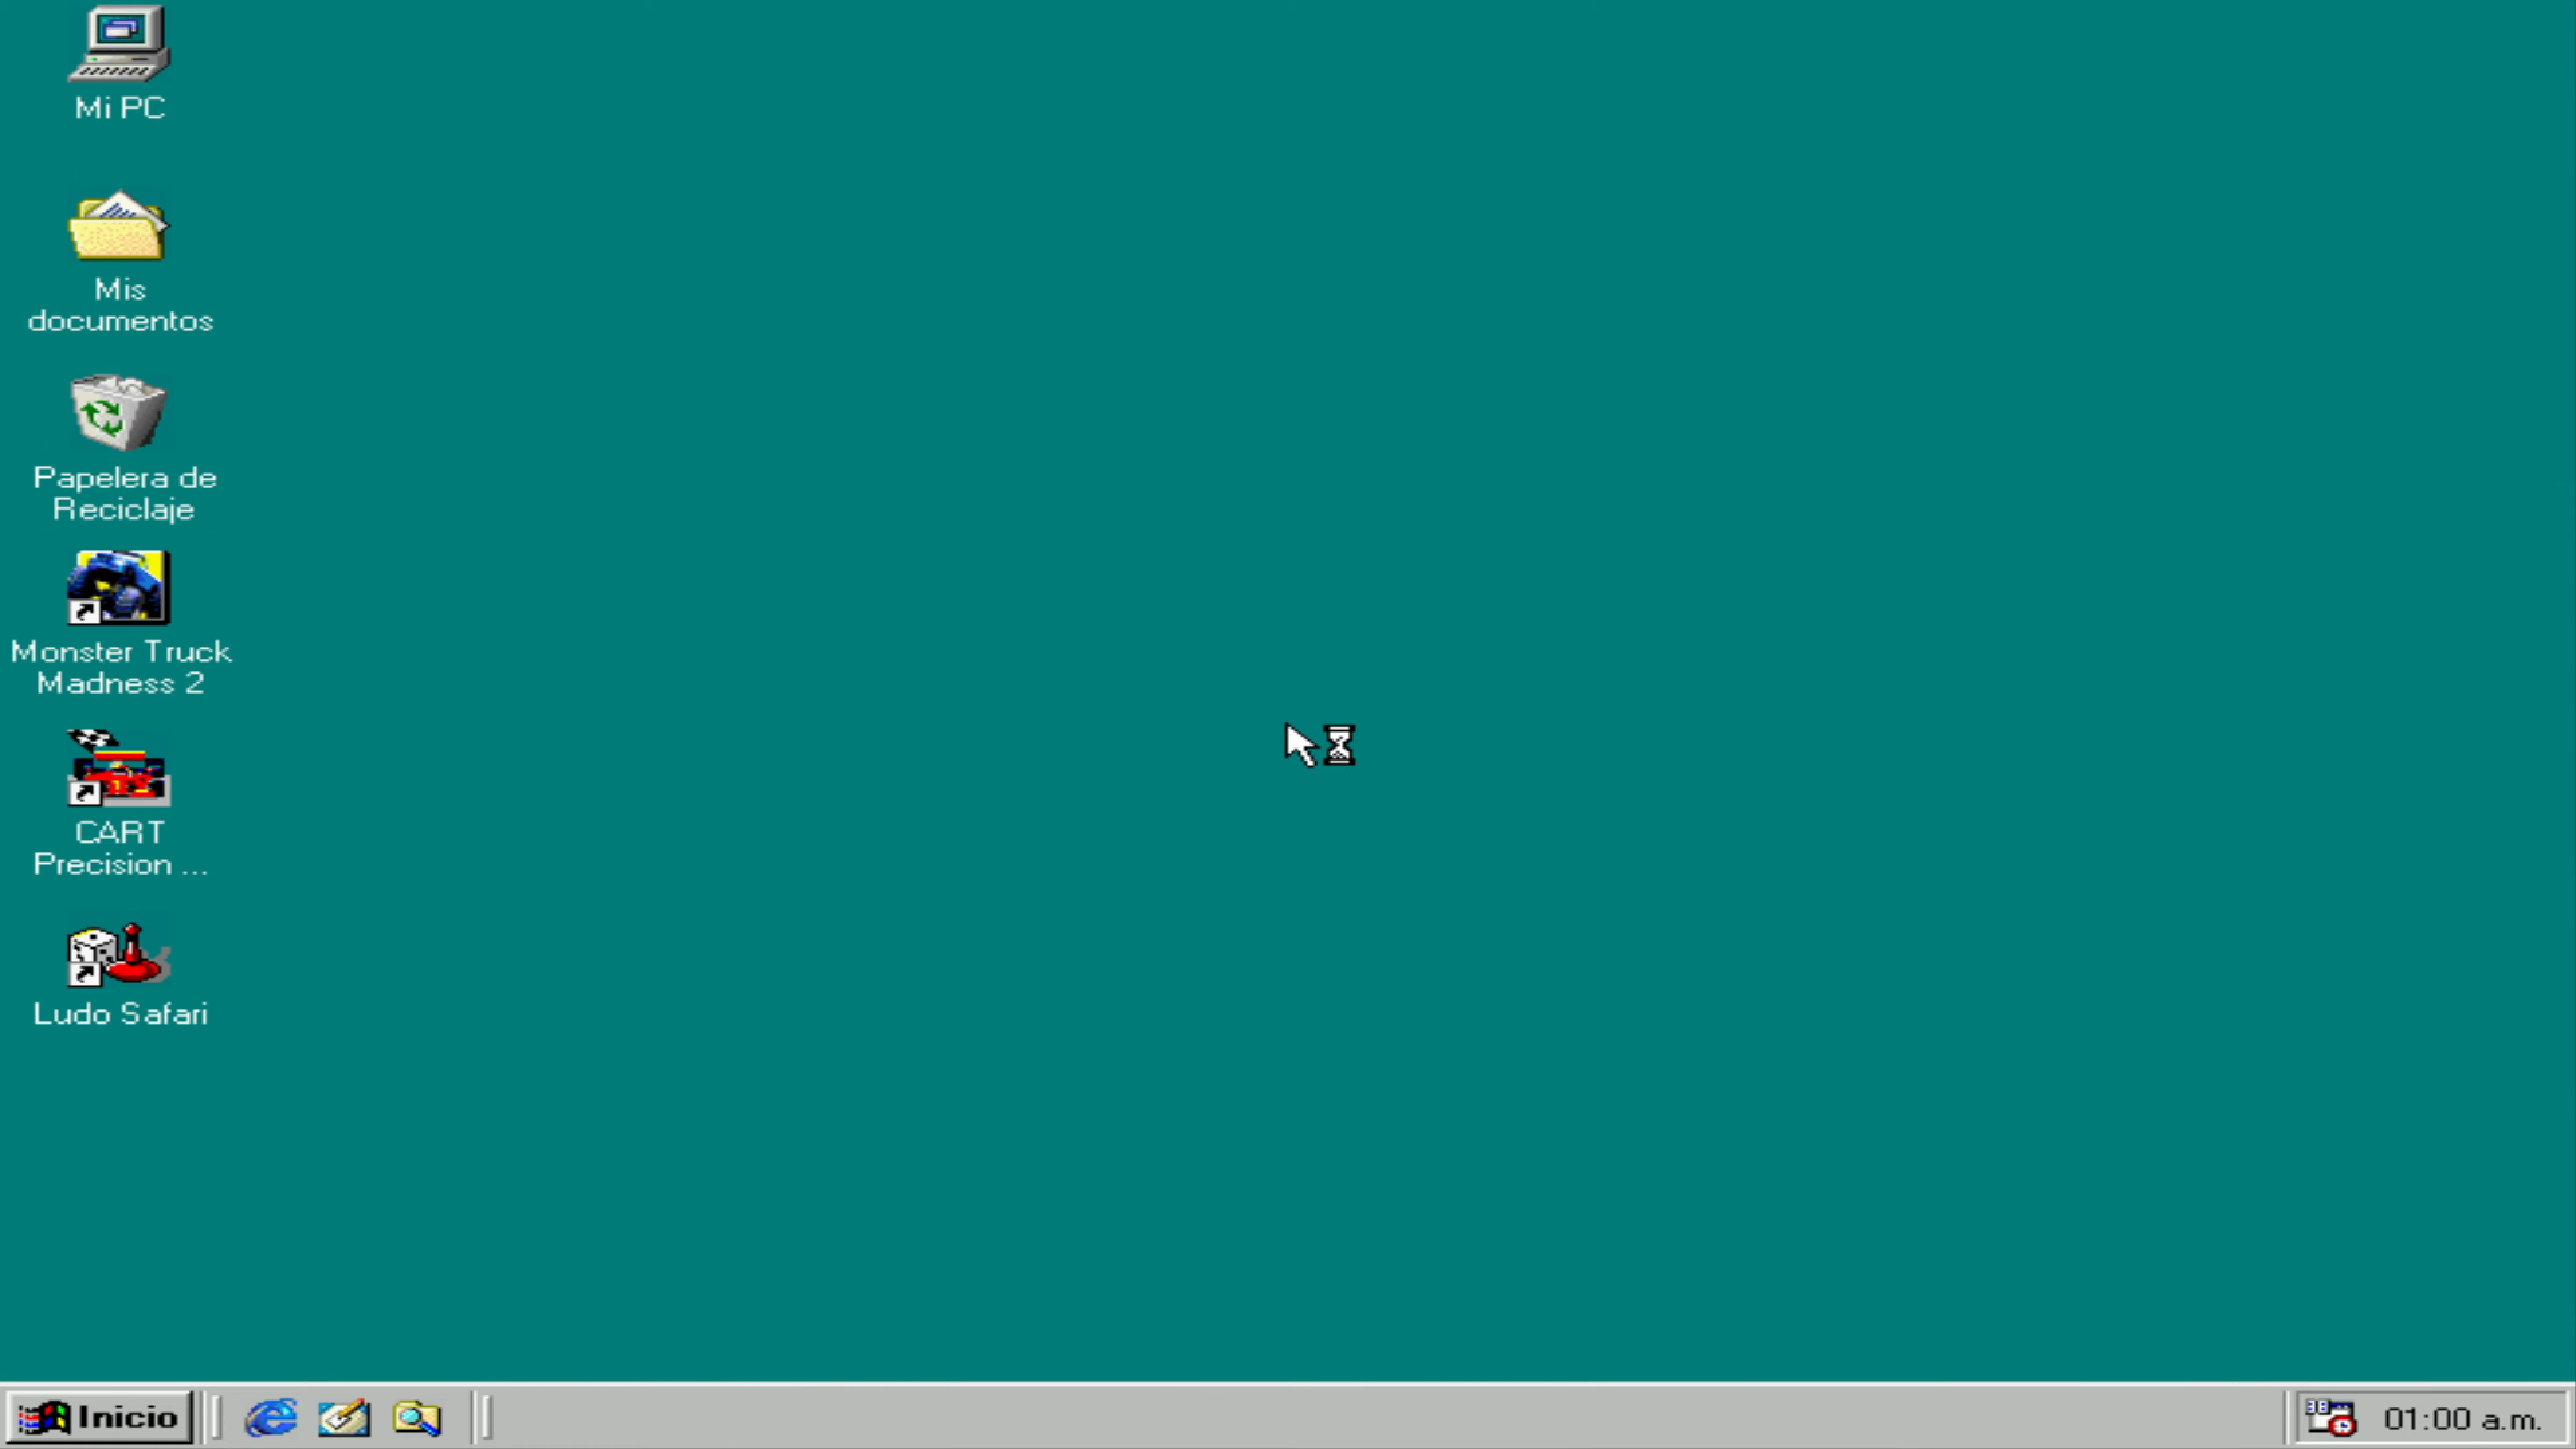 Mi PC
Mis
documentos
Papelera de
Reciclaje
Monster Truck
Madness 2
CART
Precision ...
Ludo Safari
Inicio
01:00 a.m.